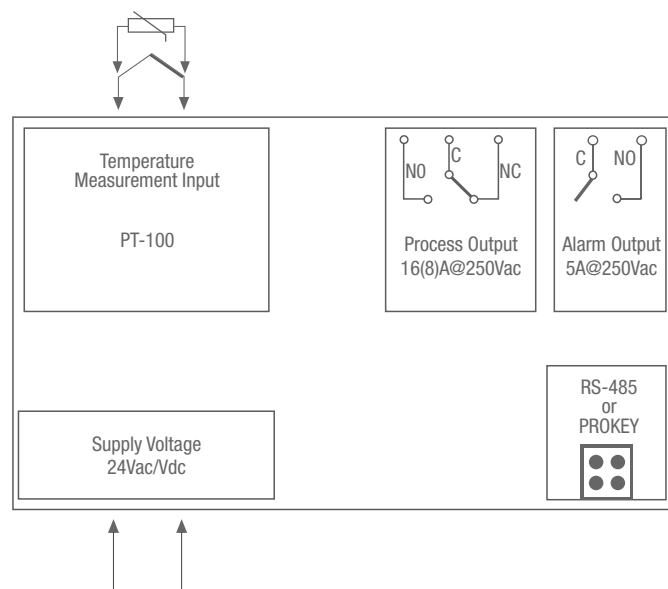 Temperature
Measurement Input
PT-100
NO
C
NC
Process Output
16(8)A@250Vac
C
NO
Alarm Output
5A@250Vac
RS-485
or
PROKEY
Supply Voltage
24Vac/Vdc